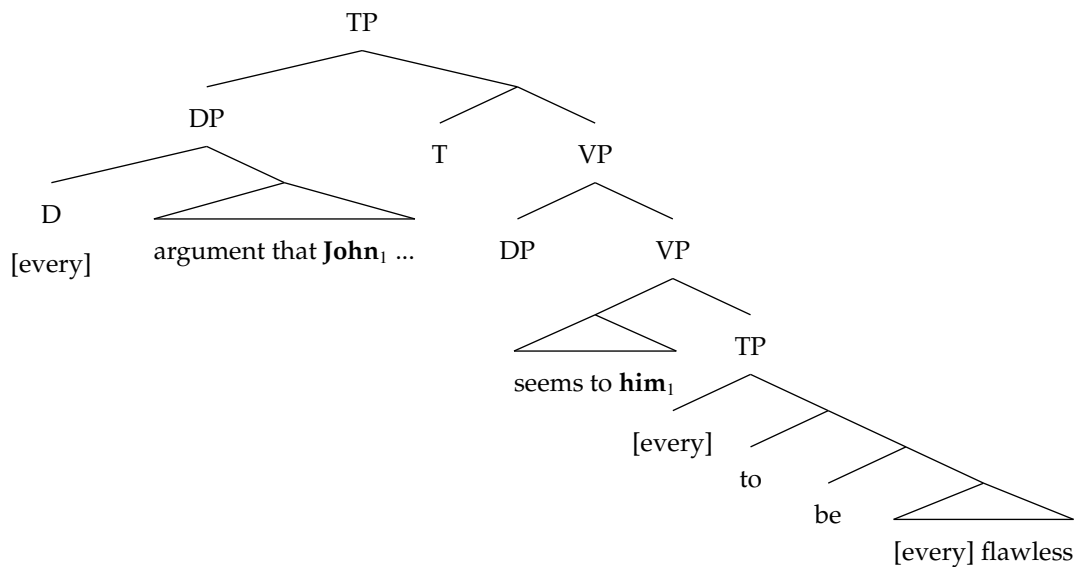 TP
DP
T
VP
D
[every]
argument that John₁ ...
DP
VP
seems to him₁
TP
[every]
to
be
[every] flawless